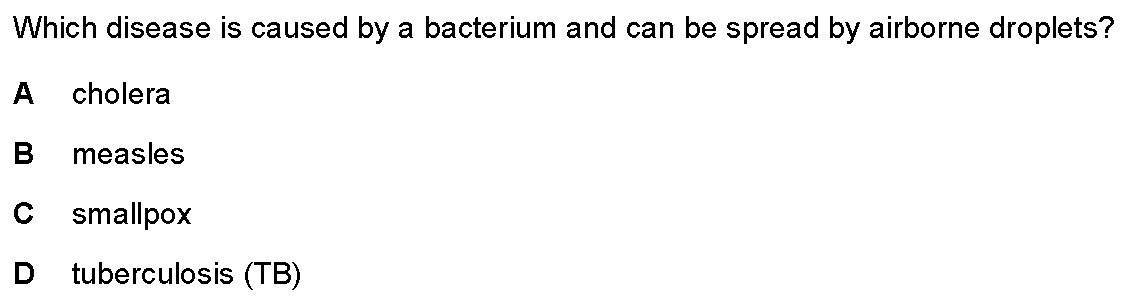 Which disease is caused by a bacterium and can be spread by airborne droplets?
A cholera
B measles
C smallpox
D tuberculosis (TB)